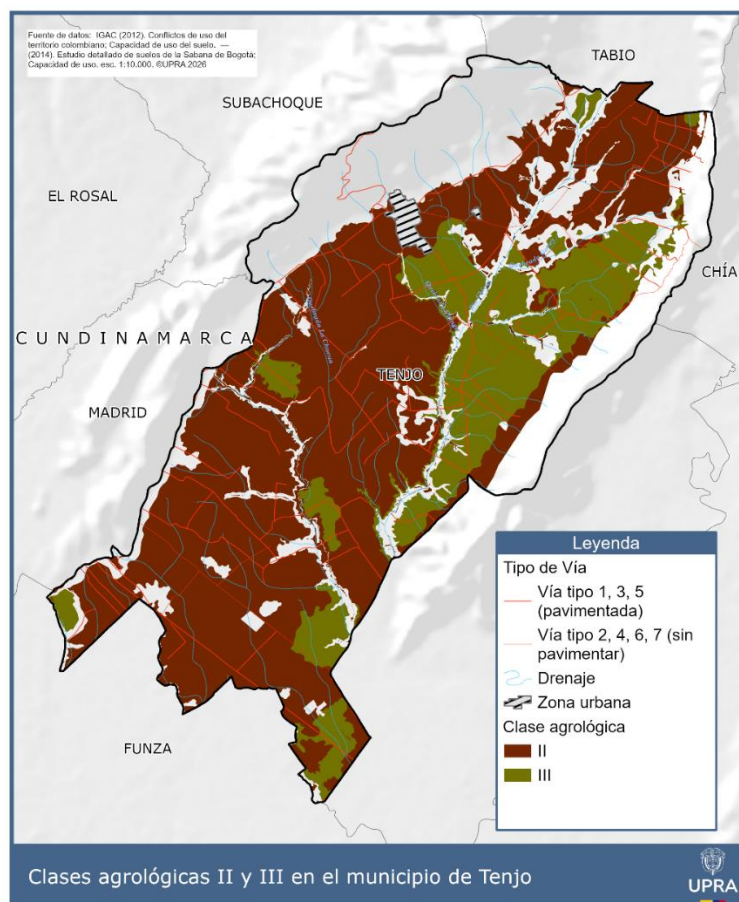 Fuente de datos: IGAC (2012). Conflictos de uso del
territorio colombiano; Capacidad de uso del suelo. —
(2014). Estudio detallado de suelos de la Sabana de Bogotá;
Capacidad de uso. esc. 1:10.000. ©UPRA 2026
TABIO
SUBACHOQUE
EL ROSAL
CHÍA
CUNDINAMARCA
TENJO
MADRID
FUNZA
Leyenda
Tipo de Vía
Vía tipo 1, 3, 5
(pavimentada)
Vía tipo 2, 4, 6, 7 (sin
pavimentar)
Drenaje
Zona urbana
Clase agrológica
II
III
Clases agrológicas II y III en el municipio de Tenjo
UPRA